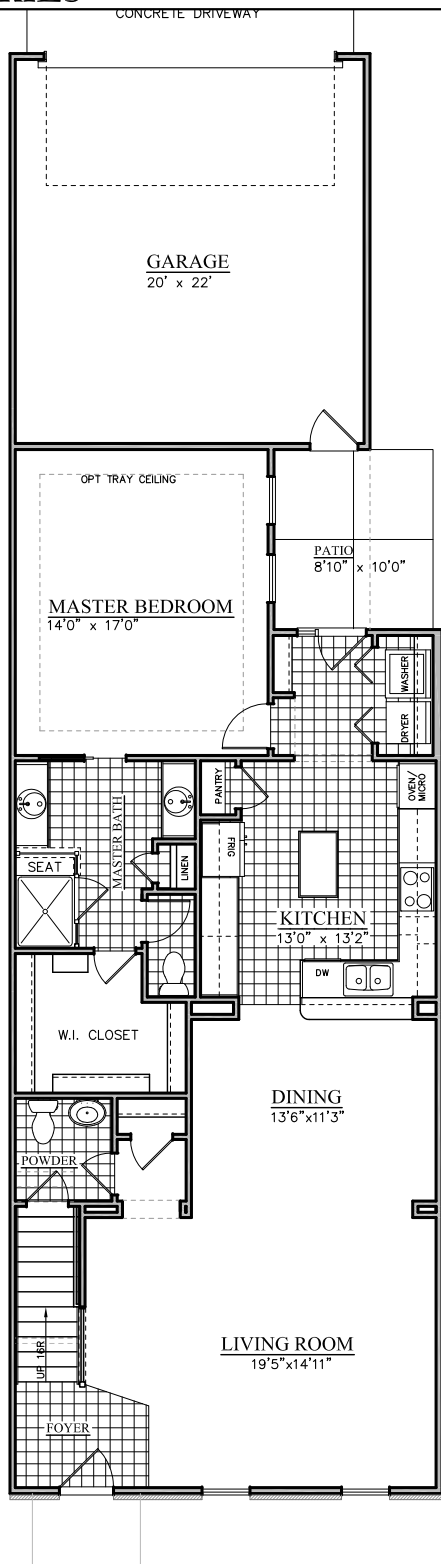 CONCRETE DRIVEWAY
GARAGE
20' x 22'
OPT TRAY CEILING
PATIO
8'10" x 10'0"
MASTER BEDROOM
14'0" x 17'0"
WASHER
DRYER
PANTRY
OVEN/
MICRO
MASTER BATH
FRIG
LINEN
SEAT
KITCHEN
13'0" x 13'2"
DW
W.I. CLOSET
DINING
13'6"x11'3"
POWDER
LIVING ROOM
19'5"x14'11"
UP 16R
FOYER